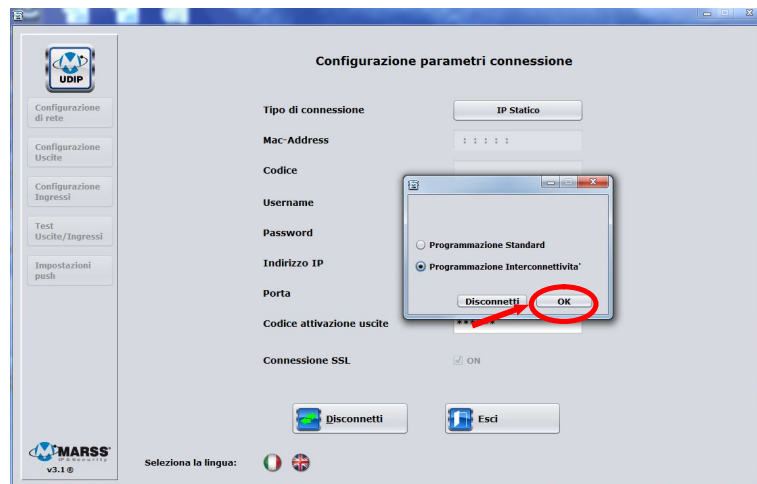 UDIP
Configurazione
di rete
Configurazione
Uscite
Configurazione
Ingressi
Test
Uscite/Ingressi
Impostazioni
push
MARSS
IP & Security
v3.1 ®
Configurazione parametri connessione
Tipo di connessione
IP Statico
Mac-Address
: : : : :
Codice
Username
Password
Indirizzo IP
Porta
Codice attivazione uscite
Connessione SSL
ON
Programmazione Standard
Programmazione Interconnettivita'
Disconnetti
OK
Disconnetti
Esci
Seleziona la lingua: